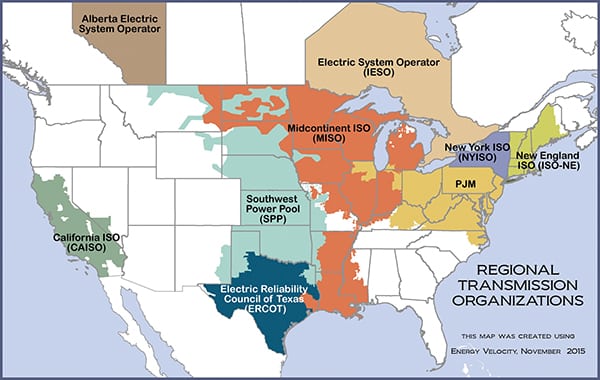 Alberta Electric
System Operator
Electric System Operator
(IESO)
Midcontinent ISO
(MISO)
New York ISO
(NYISO)
New England
ISO (ISO-NE)
PJM
Southwest
Power Pool
(SPP)
California ISO
(CAISO)
Electric Reliability
Council of Texas
(ERCOT)
REGIONAL
TRANSMISSION
ORGANIZATIONS
THIS MAP WAS CREATED USING
ENERGY VELOCITY, NOVEMBER 2015